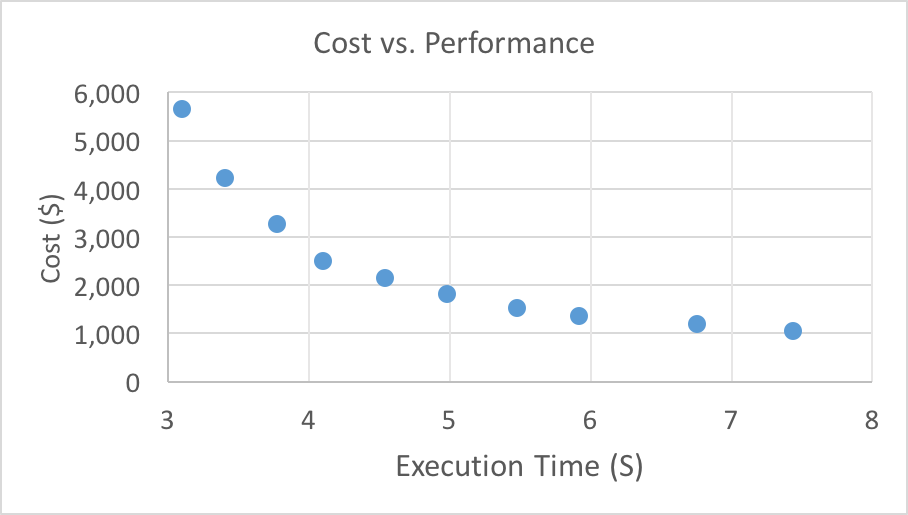 Cost vs. Performance
6,000
5,000
4,000
3,000
2,000
1,000
0
Cost ($)
3 4 5 6 7 8
Execution Time (S)